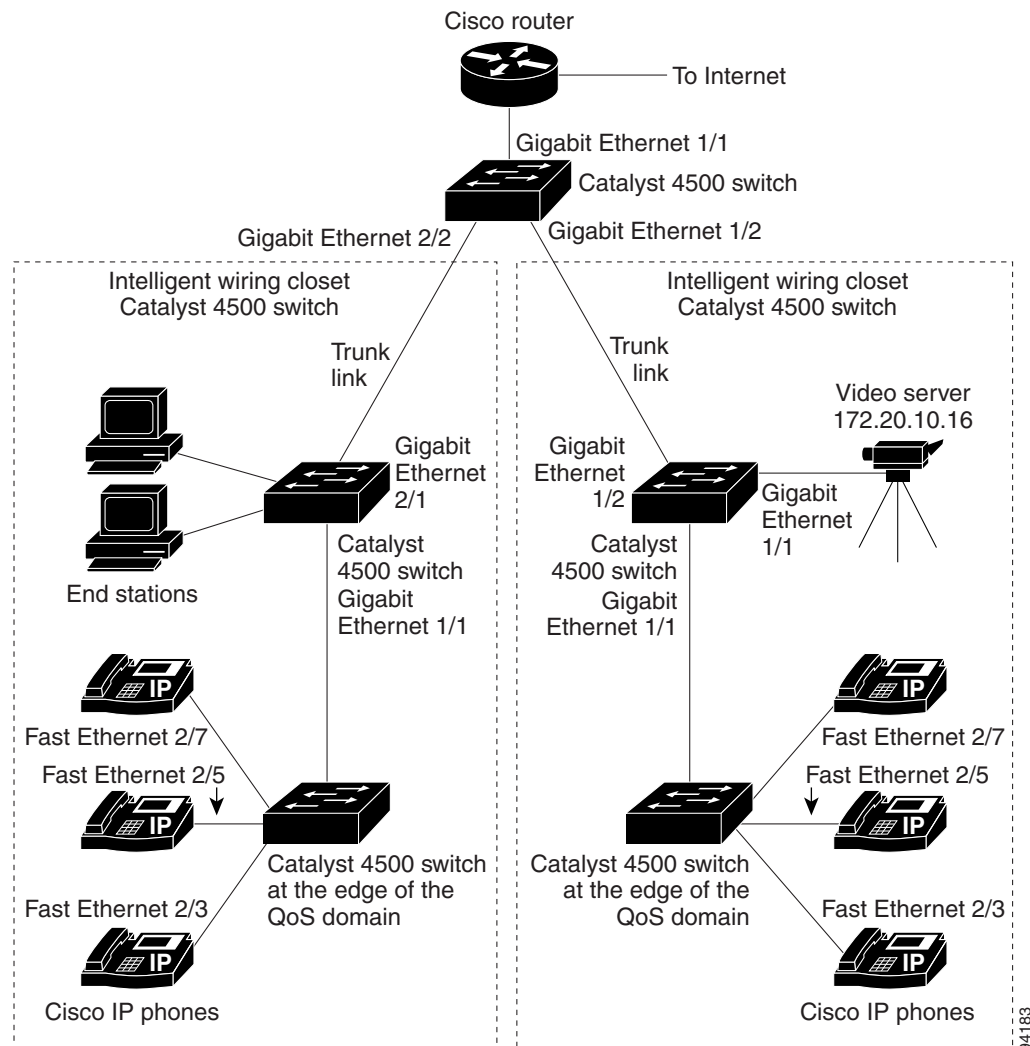 Cisco router
To Internet
Gigabit Ethernet 1/1
Catalyst 4500 switch
Gigabit Ethernet 2/2
Gigabit Ethernet 1/2
Intelligent wiring closet
Catalyst 4500 switch
Intelligent wiring closet
Catalyst 4500 switch
Trunk
link
Trunk
link
Video server
172.20.10.16
Gigabit
Ethernet
2/1
Gigabit
Ethernet
1/2
Gigabit
Ethernet
1/1
End stations
Catalyst
4500 switch
Gigabit
Ethernet 1/1
Catalyst
4500 switch
Gigabit
Ethernet 1/1
IP
Fast Ethernet 2/7
Fast Ethernet 2/5
IP
Catalyst 4500 switch
at the edge of the
QoS domain
Fast Ethernet 2/3
IP
Cisco IP phones
IP
Fast Ethernet 2/7
Fast Ethernet 2/5
IP
Catalyst 4500 switch
at the edge of the
QoS domain
Fast Ethernet 2/3
IP
Cisco IP phones